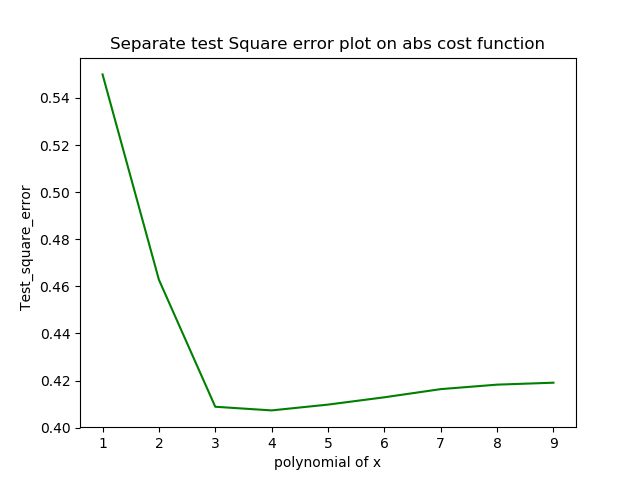 Separate test Square error plot on abs cost function
0.54
0.52
0.50
0.48
0.46
0.44
0.42
0.40
Test_square_error
1 2 3 4 5 6 7 8 9
polynomial of x